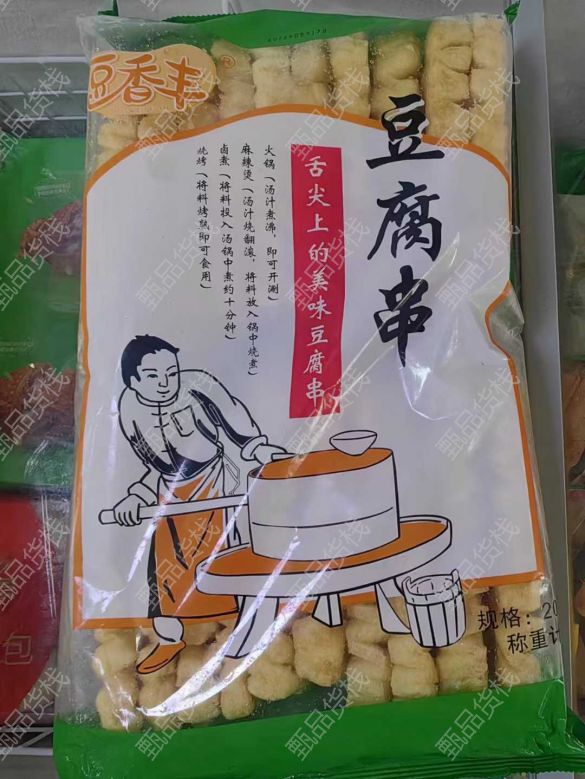 豆香丰
®
豆腐串
舌尖上的美味豆腐串
火锅（汤汁煮沸，即可开涮）
麻辣烫（汤汁烧翻滚，将料放入锅中烧煮）
卤煮（将料投入汤锅中煮约十分钟）
烧烤（将料烤熟即可食用）
规格：20
称重计
包
甄品货栈